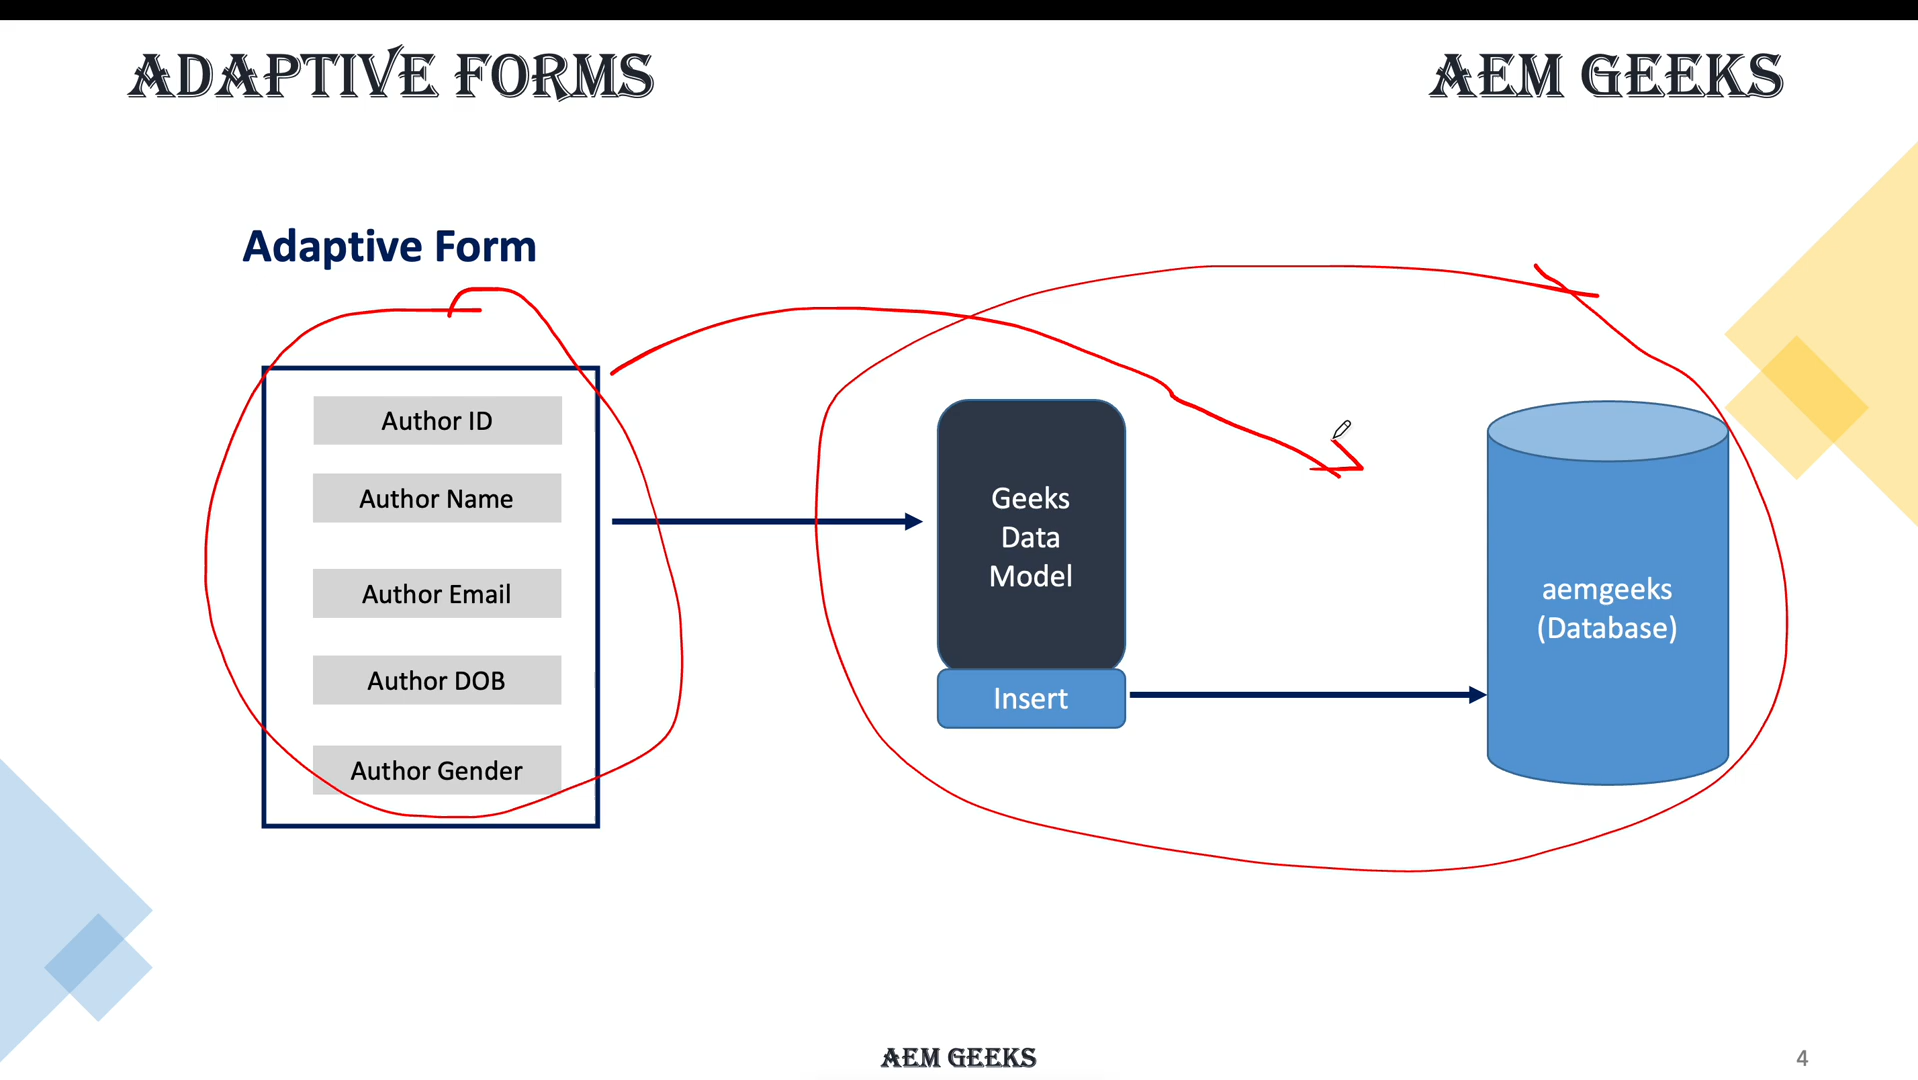 ADAPTIVE FORMS
AEM GEEKS
Adaptive Form
Author ID
Author Name
Author Email
Author DOB
Author Gender
Geeks
Data
Model
Insert
aemgeeks
(Database)
AEM GEEKS
4